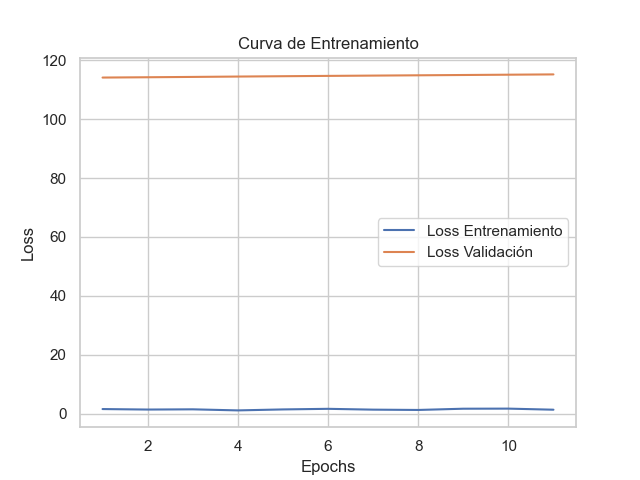 Curva de Entrenamiento
120
100
80
60
40
20
0
Loss
Loss Entrenamiento
Loss Validación
2 4 6 8 10
Epochs